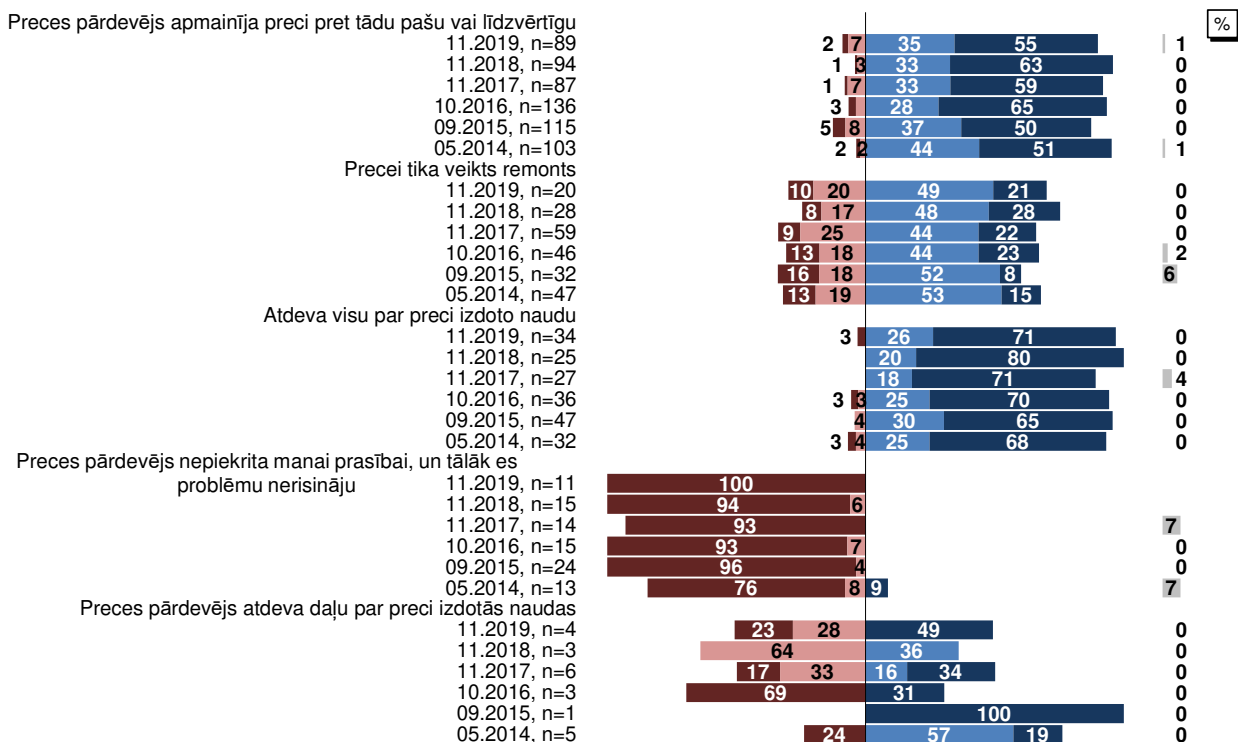 %
Preces pārdevējs apmainīja preci pret tādu pašu vai līdzvērtīgu
11.2019, n=89 2 7 35 55 1
11.2018, n=94 1 3 33 63 0
11.2017, n=87 1 7 33 59 0
10.2016, n=136 3 28 65 0
09.2015, n=115 5 8 37 50 0
05.2014, n=103 2 2 44 51 1
Precei tika veikts remonts
11.2019, n=20 10 20 49 21 0
11.2018, n=28 8 17 48 28 0
11.2017, n=59 9 25 44 22 0
10.2016, n=46 13 18 44 23 2
09.2015, n=32 16 18 52 8 6
05.2014, n=47 13 19 53 15
Atdeva visu par preci izdoto naudu
11.2019, n=34 3 26 71 0
11.2018, n=25 20 80 0
11.2017, n=27 18 71 4
10.2016, n=36 3 3 25 70 0
09.2015, n=47 4 30 65 0
05.2014, n=32 3 4 25 68 0
Preces pārdevējs nepiekrita manai prasībai, un tālāk es
problēmu nerisināju
11.2019, n=11 100
11.2018, n=15 94 6
11.2017, n=14 93 7
10.2016, n=15 93 7 0
09.2015, n=24 96 4 0
05.2014, n=13 76 8 9 7
Preces pārdevējs atdeva daļu par preci izdotās naudas
11.2019, n=4 23 28 49 0
11.2018, n=3 64 36 0
11.2017, n=6 17 33 16 34 0
10.2016, n=3 69 31 0
09.2015, n=1 100 0
05.2014, n=5 24 57 19 0